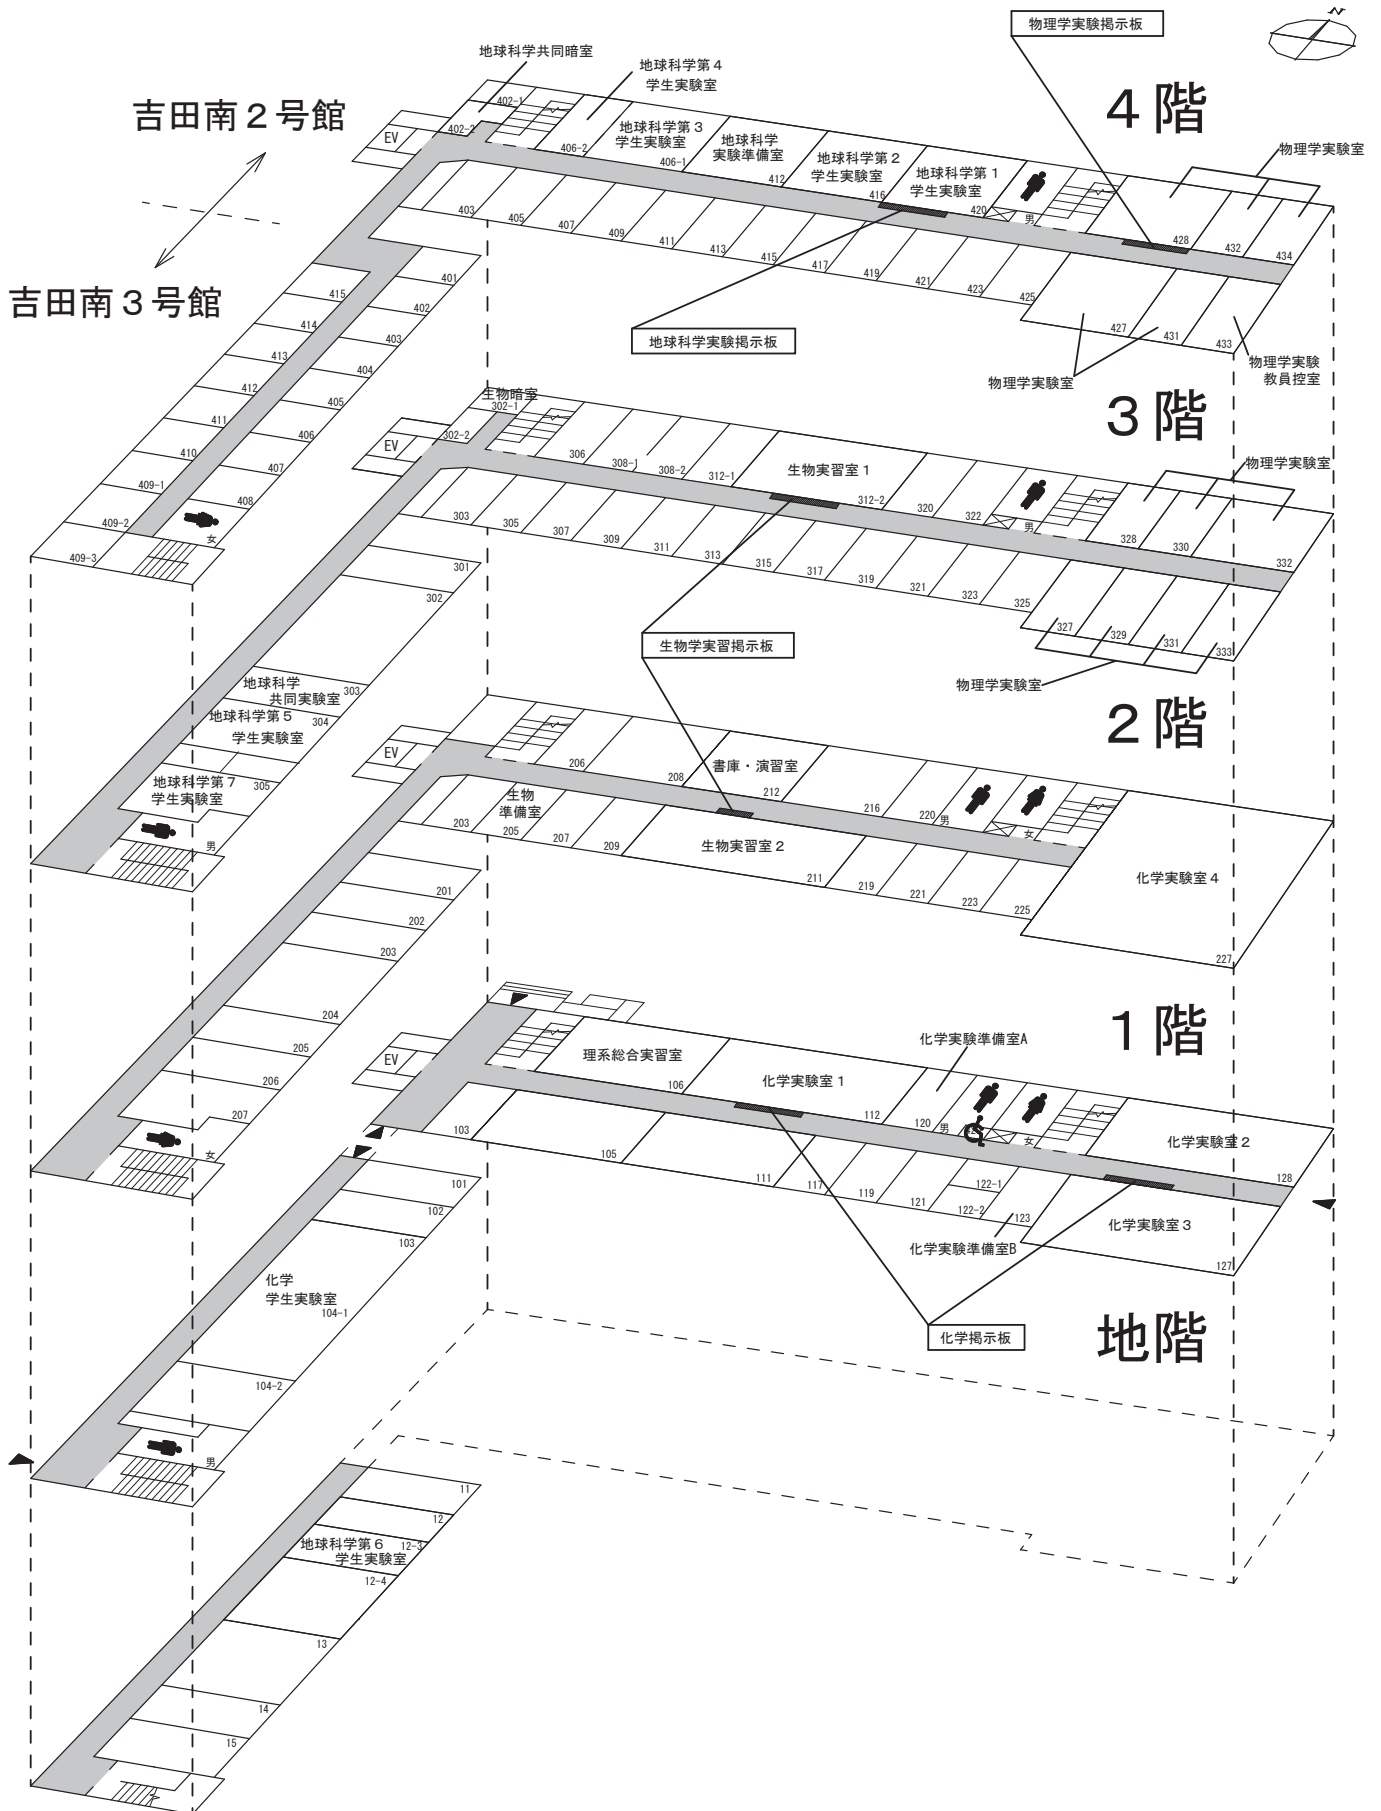 N
物理学実験掲示板
地球科学共同暗室
地球科学第４
学生実験室
４階
吉田南２号館
402-1
402-2
EV
406-2
地球科学第３
学生実験室
406-1
地球科学
実験準備室
412
地球科学第２
学生実験室
416
地球科学第１
学生実験室
420
男
428
432
434
物理学実験室
403
405
407
409
411
413
415
417
419
421
423
425
427
431
433
吉田南３号館
地球科学実験掲示板
物理学実験室
物理学実験
教員控室
401
402
403
404
405
406
407
408
415
414
413
412
411
410
409-1
409-2
409-3
女
３階
生物暗室
302-1
302-2
EV
306
308-1
308-2
312-1
生物実習室１
312-2
320
322
男
328
330
332
物理学実験室
303
305
307
309
311
313
315
317
319
321
323
325
327
329
331
333
物理学実験室
301
302
地球科学
共同実験室
303
地球科学第５
学生実験室
304
地球科学第７
学生実験室
305
男
生物学実習掲示板
２階
EV
206
208
書庫・演習室
212
216
220
男
女
生物
準備室
203
205
207
209
生物実習室２
211
219
221
223
225
化学実験室４
227
201
202
203
204
205
206
207
女
１階
EV
理系総合実習室
106
化学実験室１
112
化学実験準備室A
120
男
女
化学実験室２
128
103
105
111
117
119
121
122-1
122-2
123
化学実験準備室B
化学実験室３
127
101
102
103
化学
学生実験室
104-1
104-2
男
化学掲示板
地階
11
12
地球科学第６
学生実験室
12-3
12-4
13
14
15